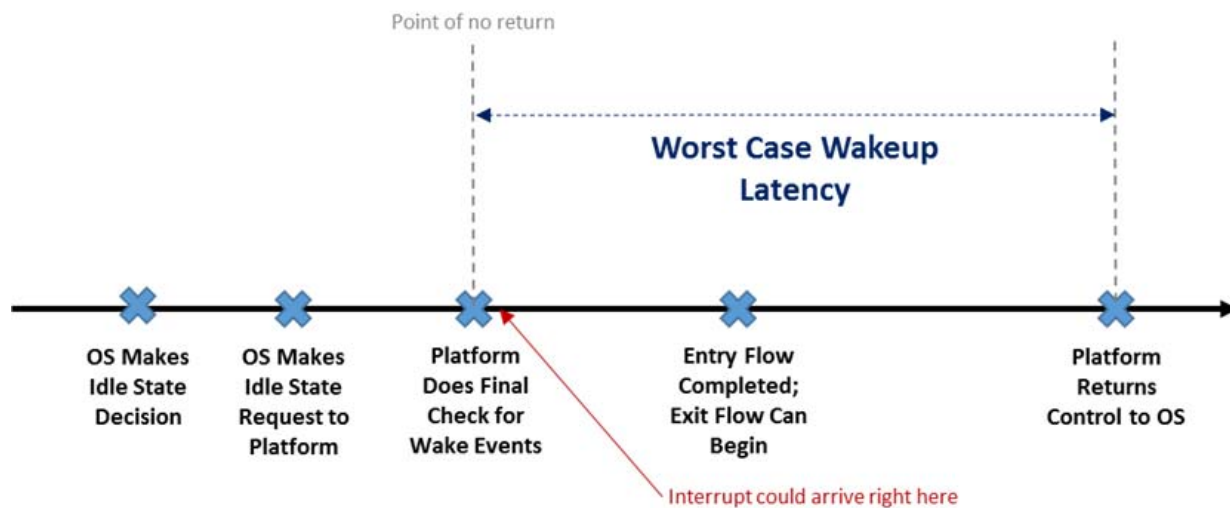 Point of no return
Worst Case Wakeup
Latency
OS Makes
Idle State
Decision
OS Makes
Idle State
Request to
Platform
Platform
Does Final
Check for
Wake Events
Entry Flow
Completed;
Exit Flow Can
Begin
Platform
Returns
Control to OS
Interrupt could arrive right here